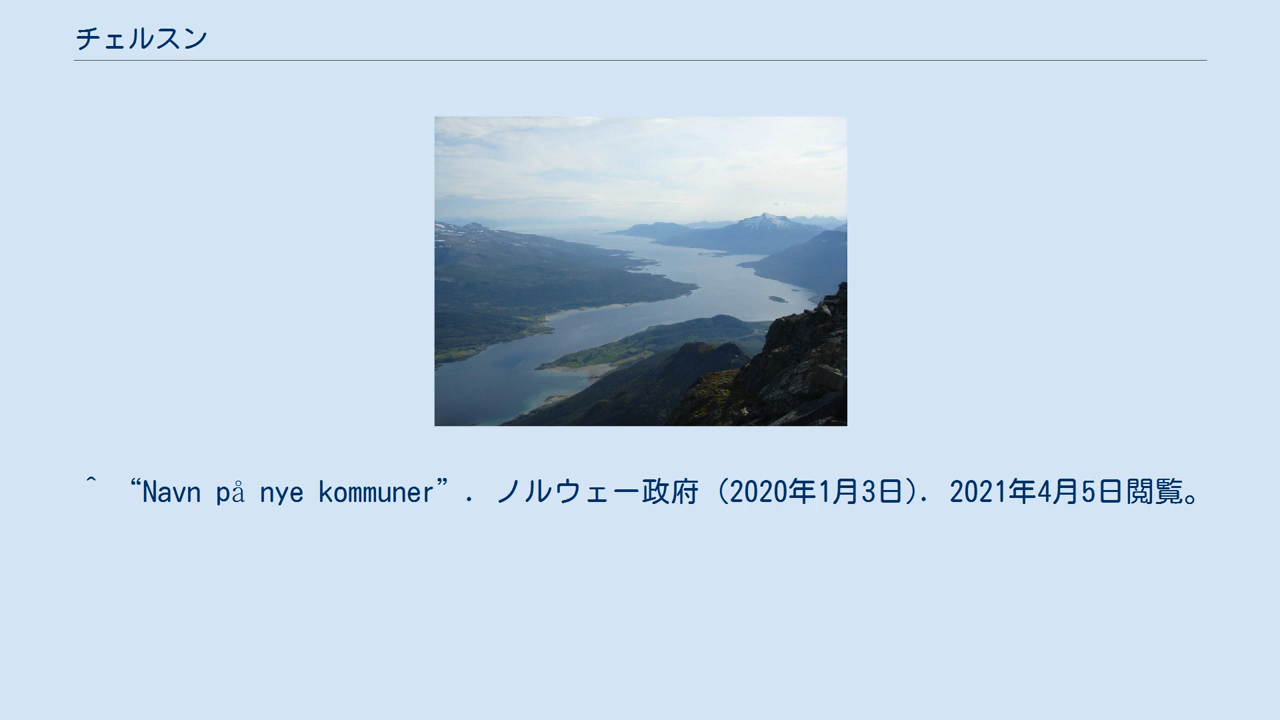 チェルスン
^ “Navn på nye kommuner”. ノルウェー政府 (2020年1月3日). 2021年4月5日閲覧。